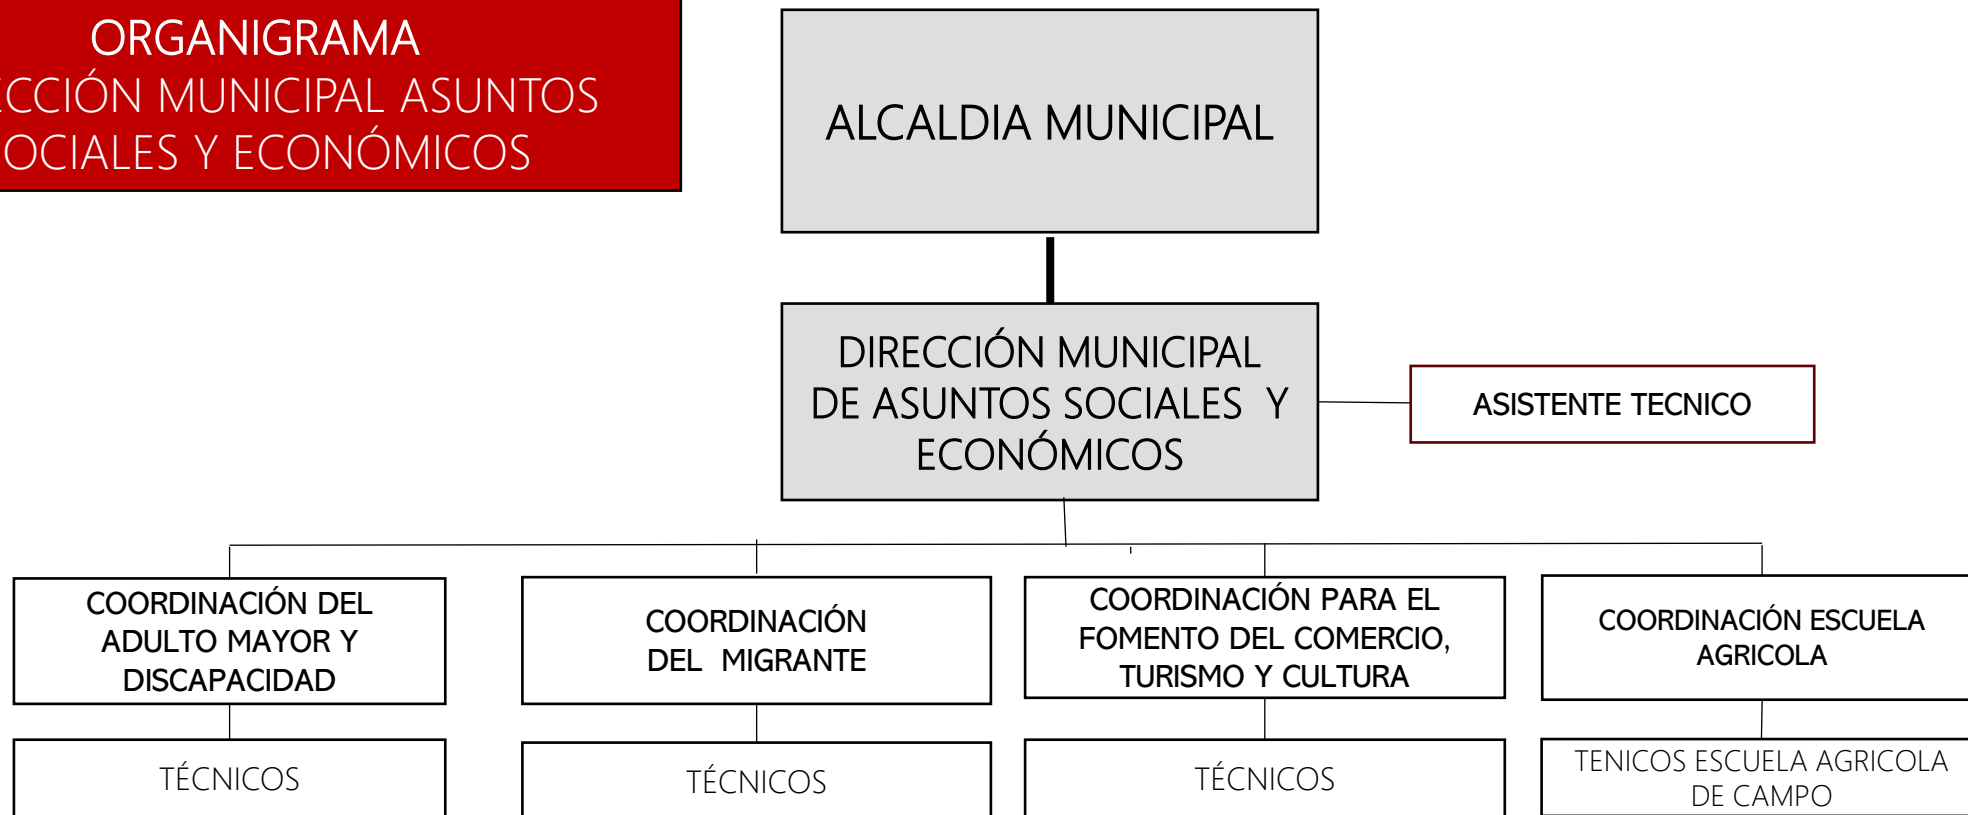 ORGANIGRAMA
ECCIÓN MUNICIPAL ASUNTOS
OCIALES Y ECONÓMICOS
ALCALDIA MUNICIPAL
DIRECCIÓN MUNICIPAL
DE ASUNTOS SOCIALES Y
ECONÓMICOS
ASISTENTE TECNICO
COORDINACIÓN DEL
ADULTO MAYOR Y
DISCAPACIDAD
COORDINACIÓN
DEL MIGRANTE
COORDINACIÓN PARA EL
FOMENTO DEL COMERCIO,
TURISMO Y CULTURA
COORDINACIÓN ESCUELA
AGRICOLA
TÉCNICOS
TÉCNICOS
TÉCNICOS
TENICOS ESCUELA AGRICOLA
DE CAMPO